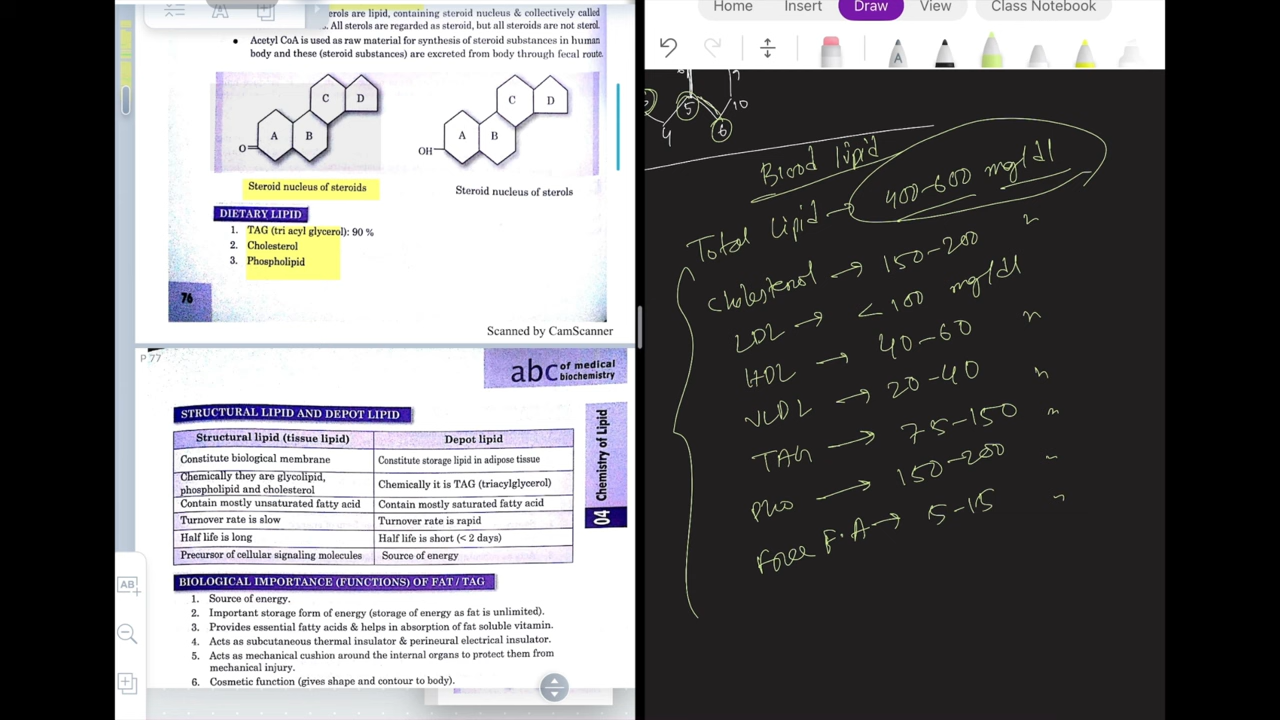 erols are lipid, containing steroid nucleus & collectively called
. All sterols are regarded as steroid, but all steroids are not sterol.
• Acetyl CoA is used as raw material for synthesis of steroid substances in human
body and these (steroid substances) are excreted from body through fecal route
A B C D O=
A B C D OH
Steroid nucleus of steroids
Steroid nucleus of sterols
DIETARY LIPID
1. TAG (tri acyl glycerol): 90 %
2. Cholesterol
3. Phospholipid
76
Scanned by CamScanner
P.77
abc of medical biochemistry
STRUCTURAL LIPID AND DEPOT LIPID
Structural lipid (tissue lipid) Depot lipid
Constitute biological membrane Constitute storage lipid in adipose tissue
Chemically they are glycolipid, phospholipid and cholesterol Chemically it is TAG (triacylglycerol)
Contain mostly unsaturated fatty acid Contain mostly saturated fatty acid
Turnover rate is slow Turnover rate is rapid
Half life is long Half life is short (< 2 days)
Precursor of cellular signaling molecules Source of energy
04 Chemistry of Lipid
BIOLOGICAL IMPORTANCE (FUNCTIONS) OF FAT / TAG
1. Source of energy.
2. Important storage form of energy (storage of energy as fat is unlimited).
3. Provides essential fatty acids & helps in absorption of fat soluble vitamin.
4. Acts as subcutaneous thermal insulator & perineural electrical insulator.
5. Acts as mechanical cushion around the internal organs to protect them from
mechanical injury.
6. Cosmetic function (gives shape and contour to body).
Home Insert Draw View Class Notebook
4 5 6 10
Blood lipid
Total lipid → 400-600 mg/dl
Cholesterol → 150-200 "
LDL → < 100 mg/dl
HDL → 40-60 "
VLDL → 20-40 "
TAG → 75-150 "
Pho → 150-200 "
Free F.A → 5-15 "